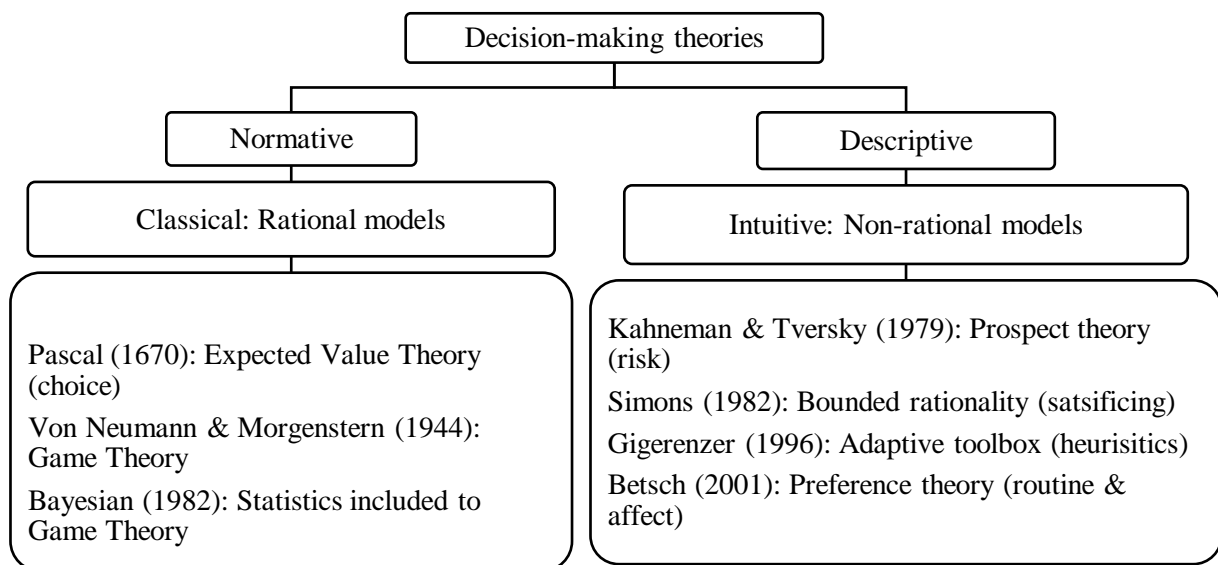 Decision-making theories
Normative
Descriptive
Classical: Rational models
Intuitive: Non-rational models
Pascal (1670): Expected Value Theory
(choice)
Von Neumann & Morgenstern (1944):
Game Theory
Bayesian (1982): Statistics included to
Game Theory
Kahneman & Tversky (1979): Prospect theory
(risk)
Simons (1982): Bounded rationality (satsificing)
Gigerenzer (1996): Adaptive toolbox (heurisitics)
Betsch (2001): Preference theory (routine &
affect)